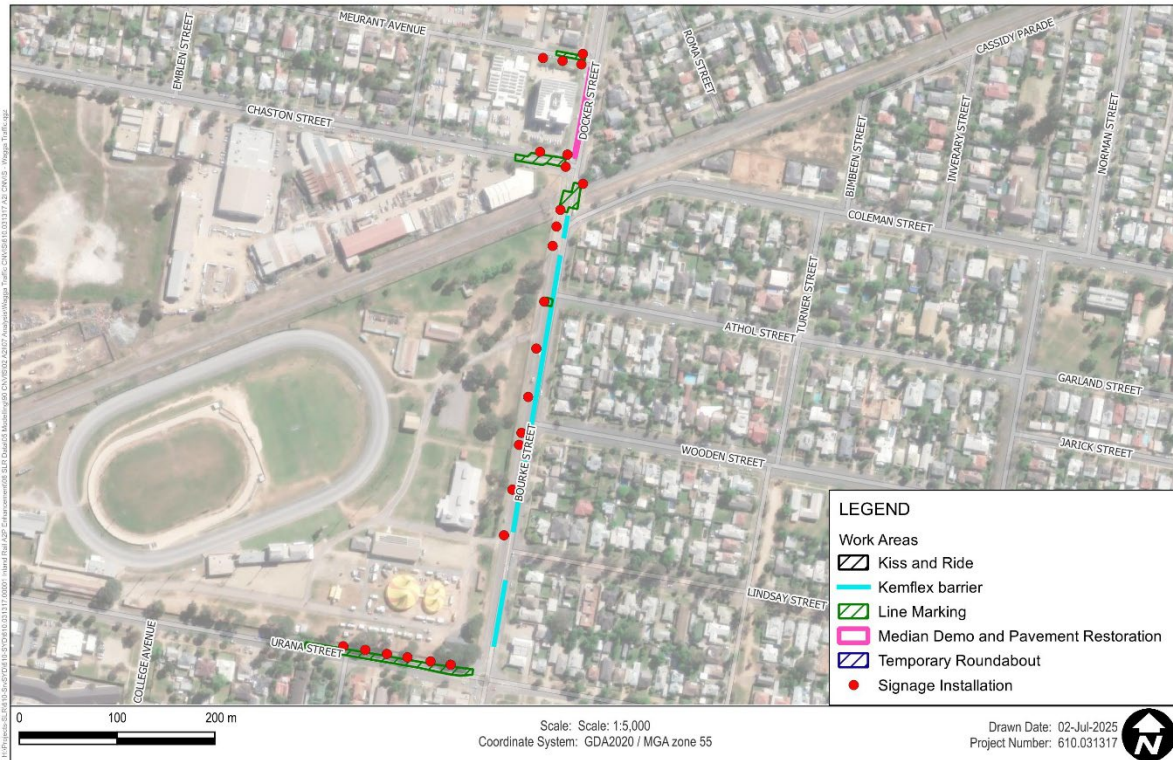 MEURANT AVENUE
EMBLEN STREET
ROMA STREET
CASSIDY PARADE
CHASTON STREET
DOCKER STREET
BIMBEEN STREET
INVERARY STREET
NORMAN STREET
COLEMAN STREET
TURNER STREET
ATHOL STREET
GARLAND STREET
JARICK STREET
WOODEN STREET
BOURKE STREET
LINDSAY STREET
URANA STREET
COLLEGE AVENUE
LEGEND
Work Areas
Kiss and Ride
Kemflex barrier
Line Marking
Median Demo and Pavement Restoration
Temporary Roundabout
Signage Installation
0 100 200 m
Scale: Scale: 1:5,000
Coordinate System: GDA2020 / MGA zone 55
Drawn Date: 02-Jul-2025
Project Number: 610.031317
N